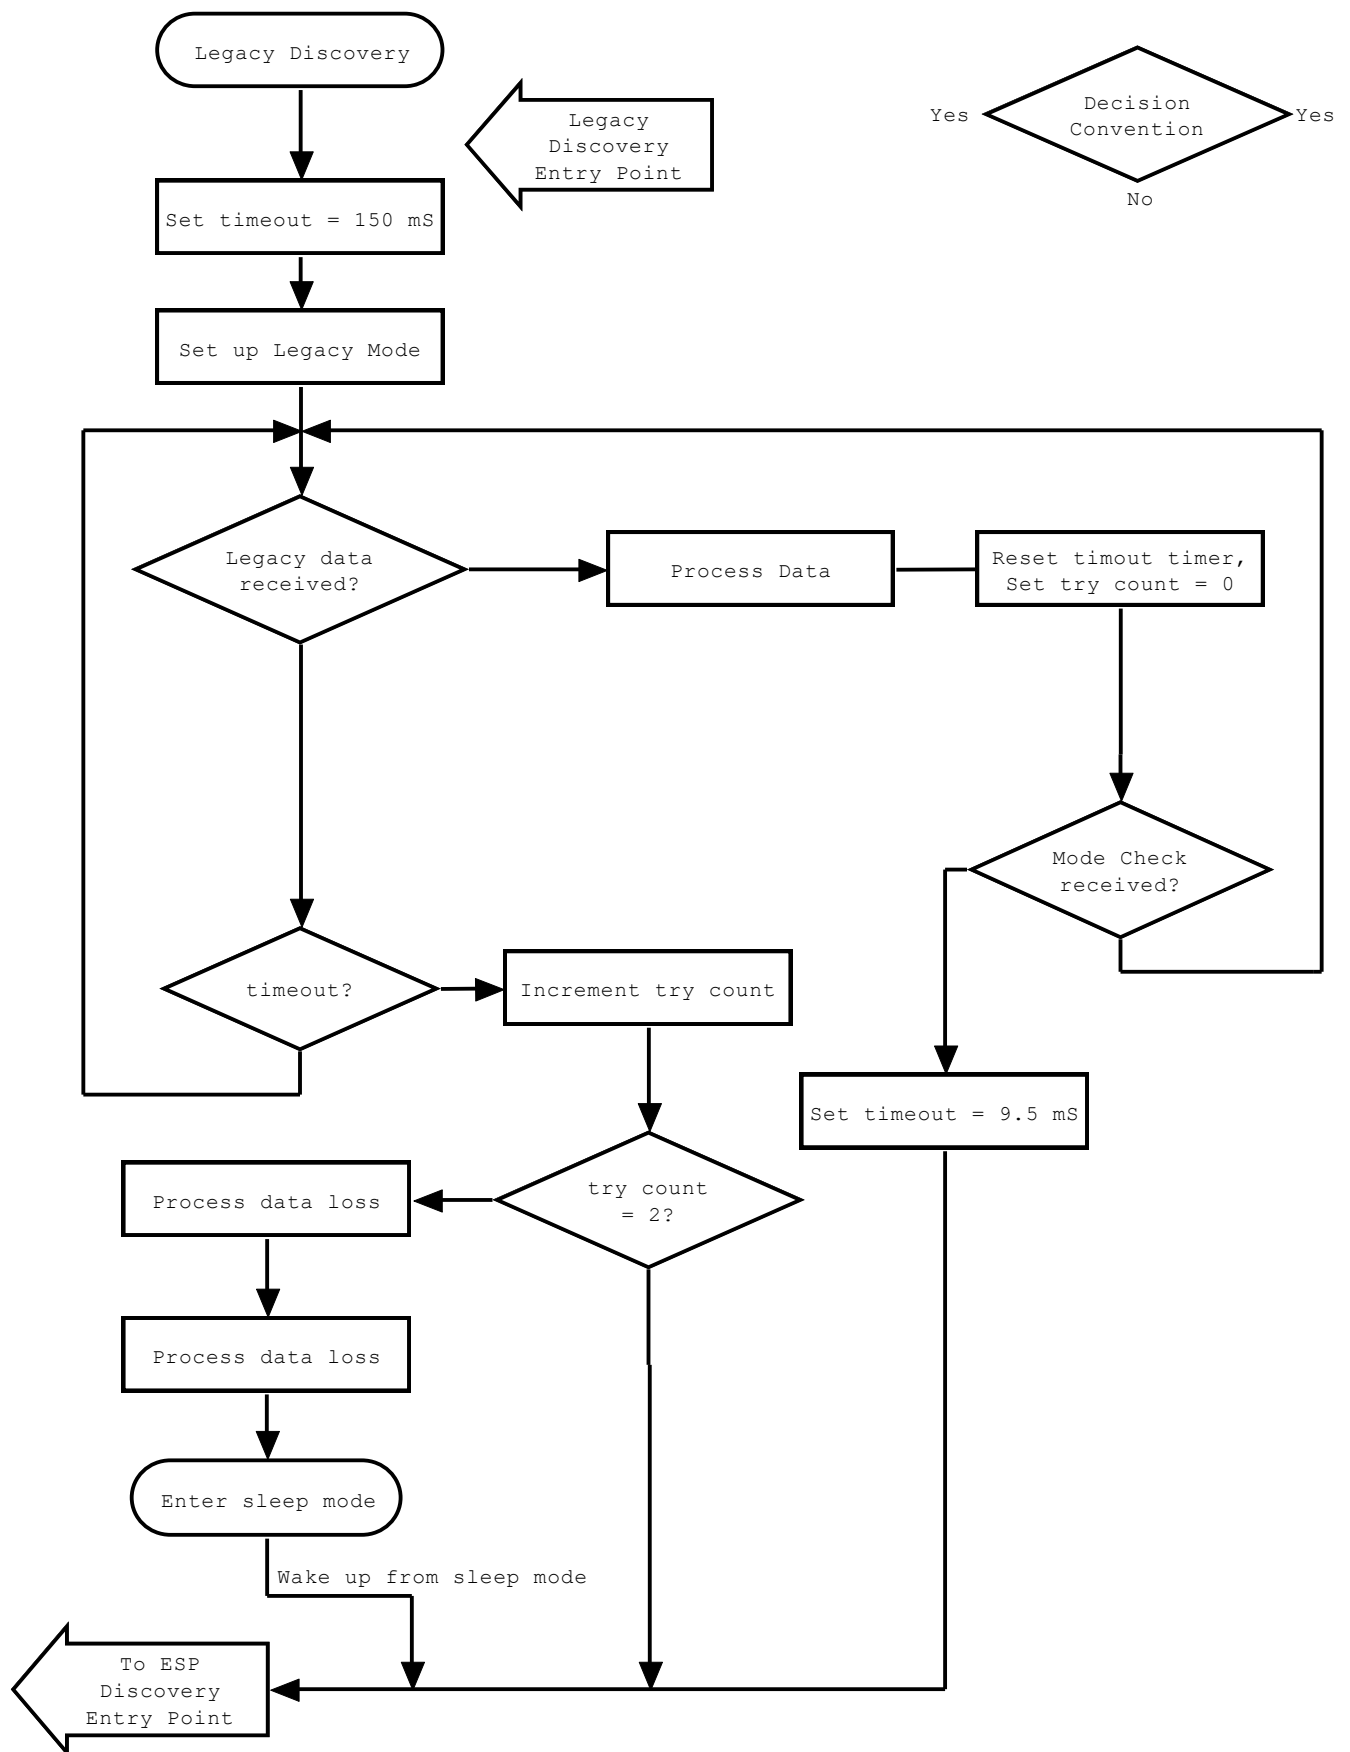 Legacy Discovery
Legacy
Discovery
Entry Point
Decision
Convention
Yes
Yes
No
Set timeout = 150 mS
Set up Legacy Mode
Legacy data
received?
Process Data
Reset timout timer,
Set try count = 0
Mode Check
received?
timeout?
Increment try count
Set timeout = 9.5 mS
try count
= 2?
Process data loss
Process data loss
Enter sleep mode
Wake up from sleep mode
To ESP
Discovery
Entry Point